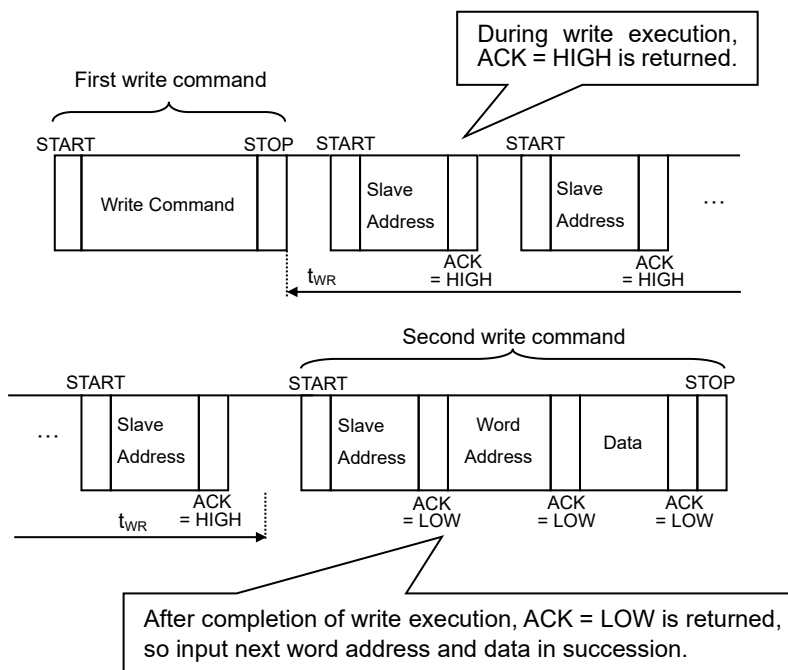 During write execution,
ACK = HIGH is returned.
First write command
START STOP START START
Write Command
Slave
Address
Slave
Address
…
ACK
= HIGH
ACK
= HIGH
tWR
Second write command
START START STOP
…
Slave
Address
Slave
Address
Word
Address
Data
ACK
= HIGH
ACK
= LOW
ACK
= LOW
ACK
= LOW
tWR
After completion of write execution, ACK = LOW is returned,
so input next word address and data in succession.